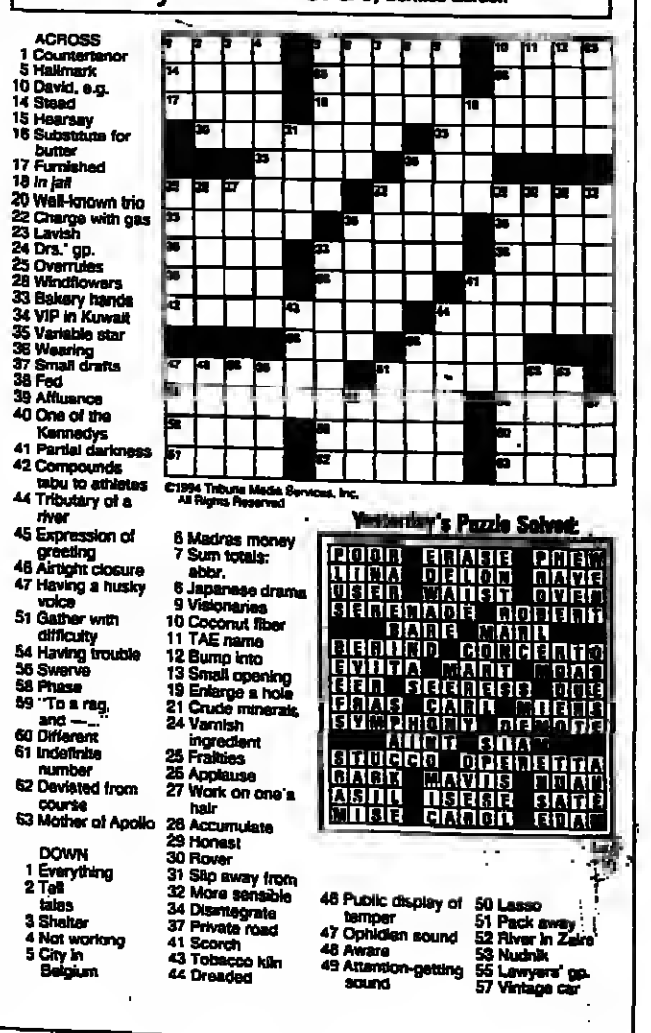 ACROSS
1 Countertenor
5 Hallmark
10 David, e.g.
14 Stead
15 Hearsay
16 Substitute for
butter
17 Furnished
18 In jail
20 Well-known trio
22 Charge with gas
23 Lavish
24 Drs.' gp.
25 Overrules
28 Windflowers
33 Bakery hands
34 VIP in Kuwait
35 Variable star
36 Wearing
37 Small drafts
38 Fed
39 Affluence
40 One of the
Kennedys
41 Partial darkness
42 Compounds
tabu to athletes
44 Tributary of a
river
45 Expression of
greeting
46 Airtight closure
47 Having a husky
voice
51 Gather with
difficulty
54 Having trouble
56 Swerve
58 Phase
59 "To a rag,
and —..."
60 Different
61 Indefinite
number
62 Deviated from
course
63 Mother of Apollo
DOWN
1 Everything
2 Tall
tales
3 Shelter
4 Not working
5 City in
Belgium
©1994 Tribune Media Services, Inc.
All Rights Reserved
6 Madras money
7 Sum totals:
abbr.
8 Japanese drama
9 Visionaries
10 Coconut fiber
11 TAE name
12 Bump into
13 Small opening
19 Enlarge a hole
21 Crude minerals
24 Varnish
ingredient
25 Frailties
26 Applause
27 Work on one's
hair
28 Accumulate
29 Honest
30 Rover
31 Slip away from
32 More sensible
34 Disintegrate
37 Private road
41 Scorch
43 Tobacco kiln
44 Dreaded
Yesterday's Puzzle Solved:
POOR ERASE PHEW
LINA DELON RAVE
USER WAIST OVEN
SERENADE ROBERT
BARE MARL
BERIND CONCERTO
EVITA MART MOAS
EER SEERESS DUE
FRAS CARL MIERS
SYMPHONY DEMOTE
AINT SIAM
STUCCO OPERETTA
RARK MAVIS NUAN
ASIL ISERE SATE
MISE CAROL EDAM
46 Public display of
temper
47 Ophidian sound
48 Aware
49 Attention-getting
sound
50 Lasso
51 Pack away
52 River in Zaire
53 Nudnik
55 Lawyers' gp.
57 Vintage car